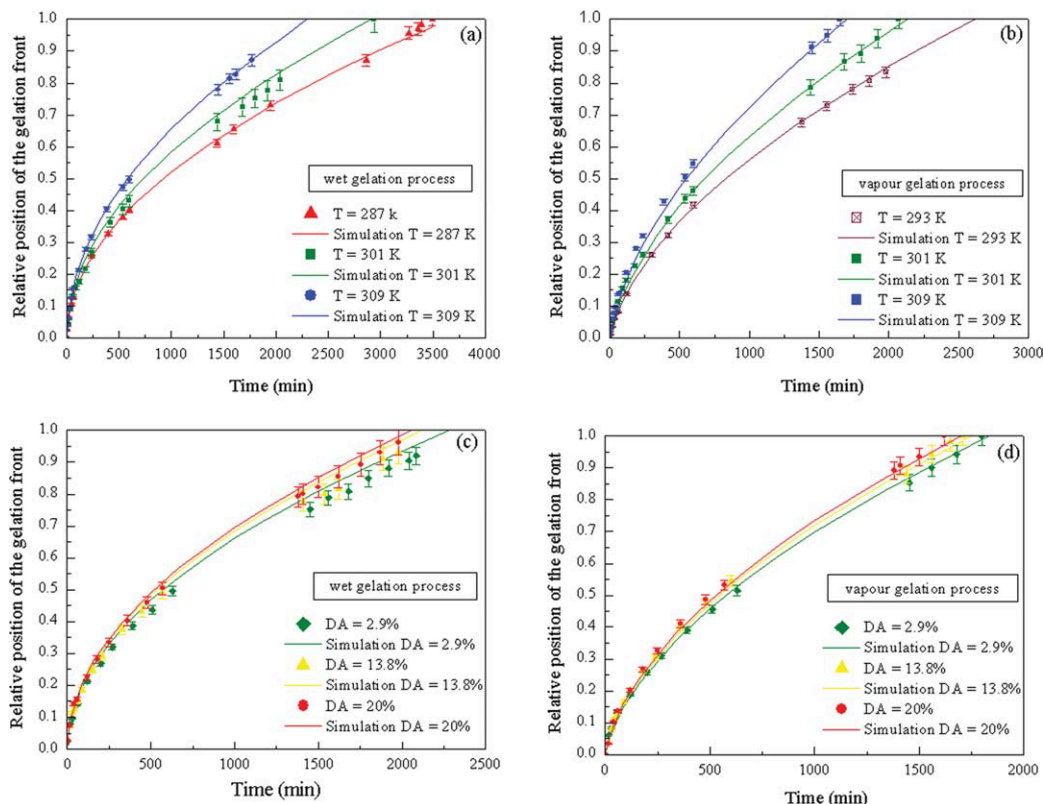 (a)
Relative position of the gelation front
1.0
0.9
0.8
0.7
0.6
0.5
0.4
0.3
0.2
0.1
0.0
wet gelation process
T = 287 k
Simulation T = 287 K
T = 301 K
Simulation T = 301 K
T = 309 K
Simulation T = 309 K
0 500 1000 1500 2000 2500 3000 3500 4000
Time (min)
(b)
Relative position of the gelation front
1.0
0.9
0.8
0.7
0.6
0.5
0.4
0.3
0.2
0.1
0.0
vapour gelation process
T = 293 K
Simulation T = 293 K
T = 301 K
Simulation T = 301 K
T = 309 K
Simulation T = 309 K
0 500 1000 1500 2000 2500 3000
Time (min)
(c)
Relative position of the gelation front
1.0
0.9
0.8
0.7
0.6
0.5
0.4
0.3
0.2
0.1
0.0
wet gelation process
DA = 2.9%
Simulation DA = 2.9%
DA = 13.8%
Simulation DA = 13.8%
DA = 20%
Simulation DA = 20%
0 500 1000 1500 2000 2500
Time (min)
(d)
Relative position of the gelation front
1.0
0.9
0.8
0.7
0.6
0.5
0.4
0.3
0.2
0.1
0.0
vapour gelation process
DA = 2.9%
Simulation DA = 2.9%
DA = 13.8%
Simulation DA = 13.8%
DA = 20%
Simulation DA = 20%
0 500 1000 1500 2000
Time (min)